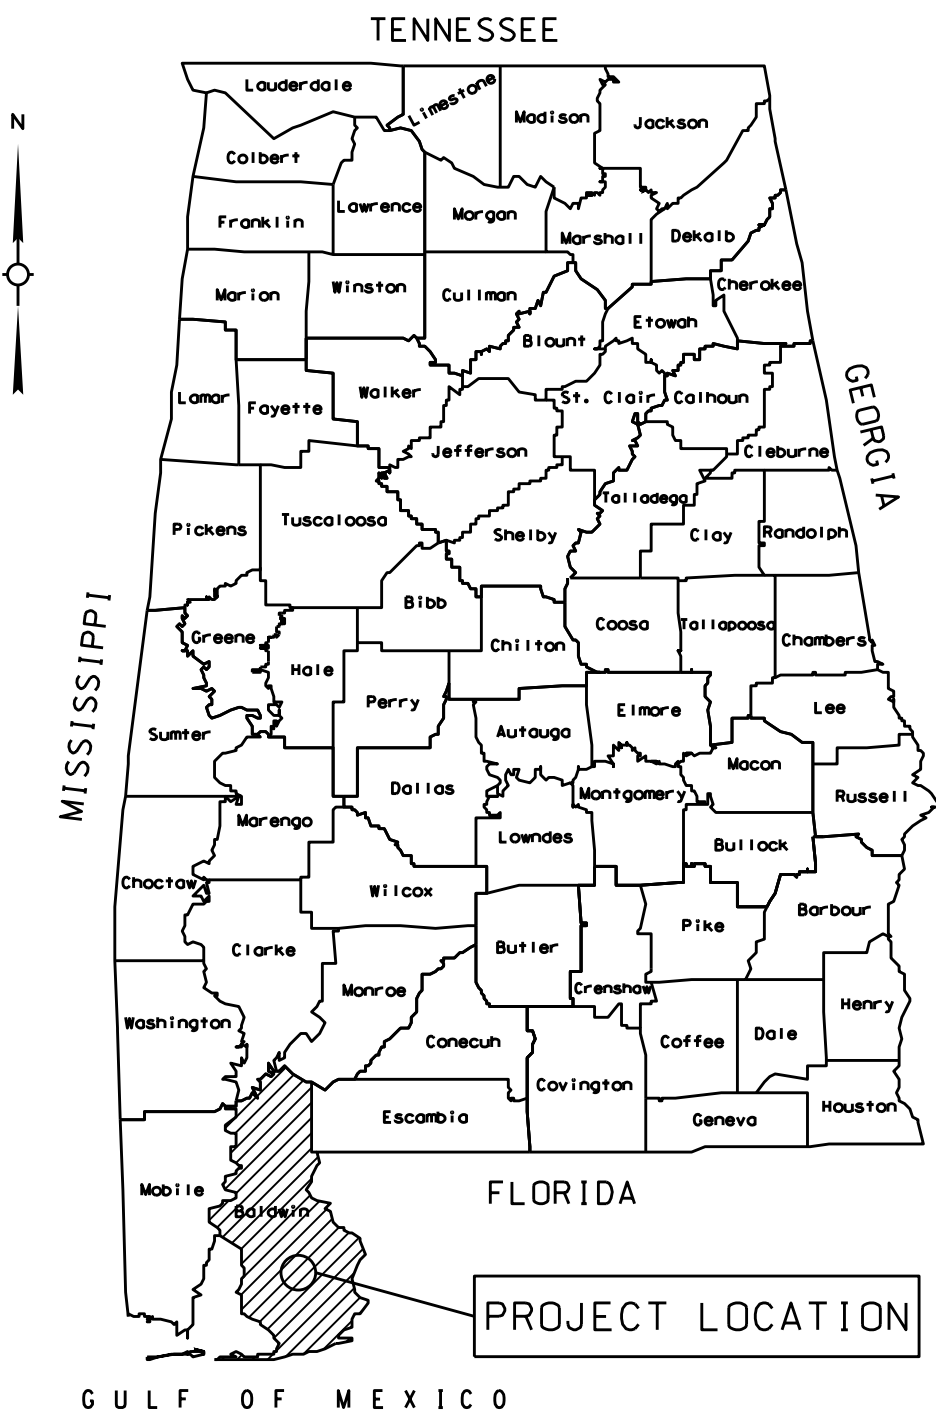 TENNESSEE
N
Lauderdale
Limestone
Madison
Jackson
Colbert
Lawrence
Franklin
Morgan
Marshall
Dekalb
Cherokee
Marion
Winston
Cullman
Etowah
Blount
GEORGIA
Lamar
Fayette
Walker
St. Clair
Calhoun
Jefferson
Cleburne
Talladega
Pickens
Tuscaloosa
Shelby
Clay
Randolph
MISSISSIPPI
Bibb
Greene
Chilton
Coosa
Tallapoosa
Chambers
Hale
Perry
Elmore
Lee
Sumter
Autauga
Macon
Dallas
Montgomery
Russell
Marengo
Lowndes
Bullock
Choctaw
Wilcox
Barbour
Clarke
Butler
Pike
Monroe
Crenshaw
Henry
Washington
Conecuh
Coffee
Dale
Covington
Escambia
Geneva
Houston
Mobile
Baldwin
FLORIDA
PROJECT LOCATION
GULF OF MEXICO